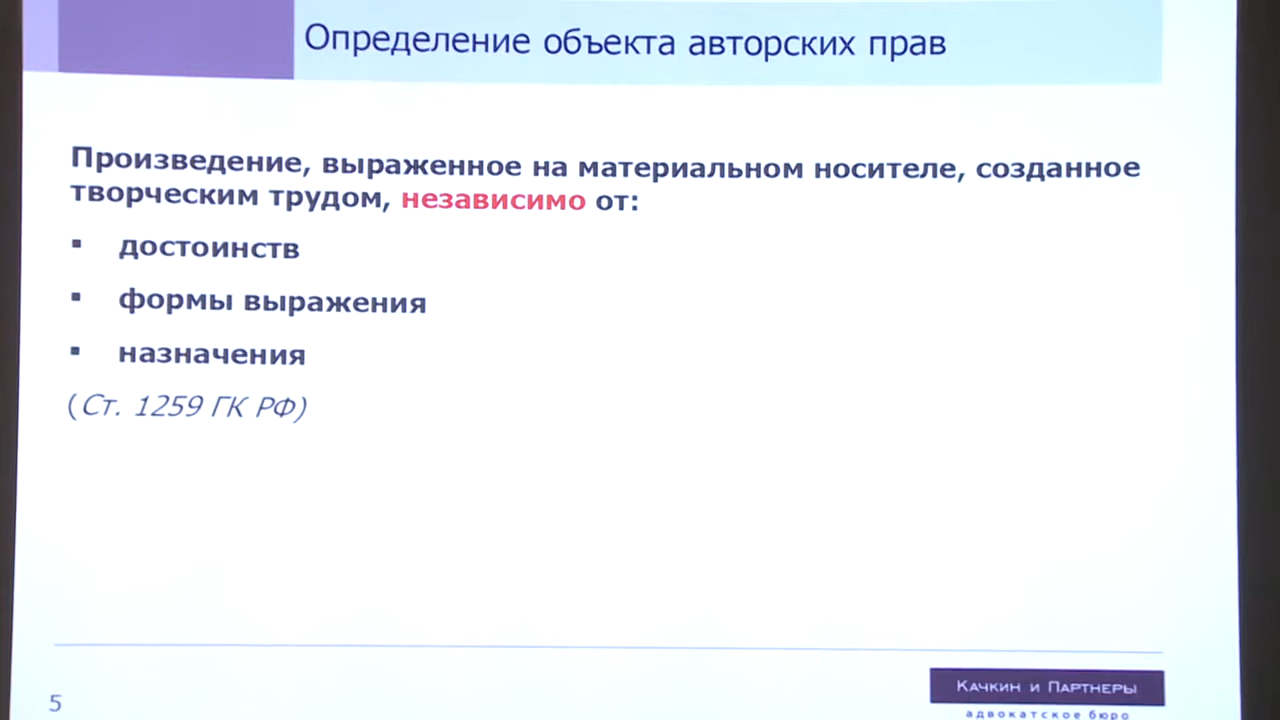 Определение объекта авторских прав
Произведение, выраженное на материальном носителе, созданное
творческим трудом, независимо от:
▪ достоинств
▪ формы выражения
▪ назначения
(Ст. 1259 ГК РФ)
5
Качкин и Партнеры
адвокатское бюро